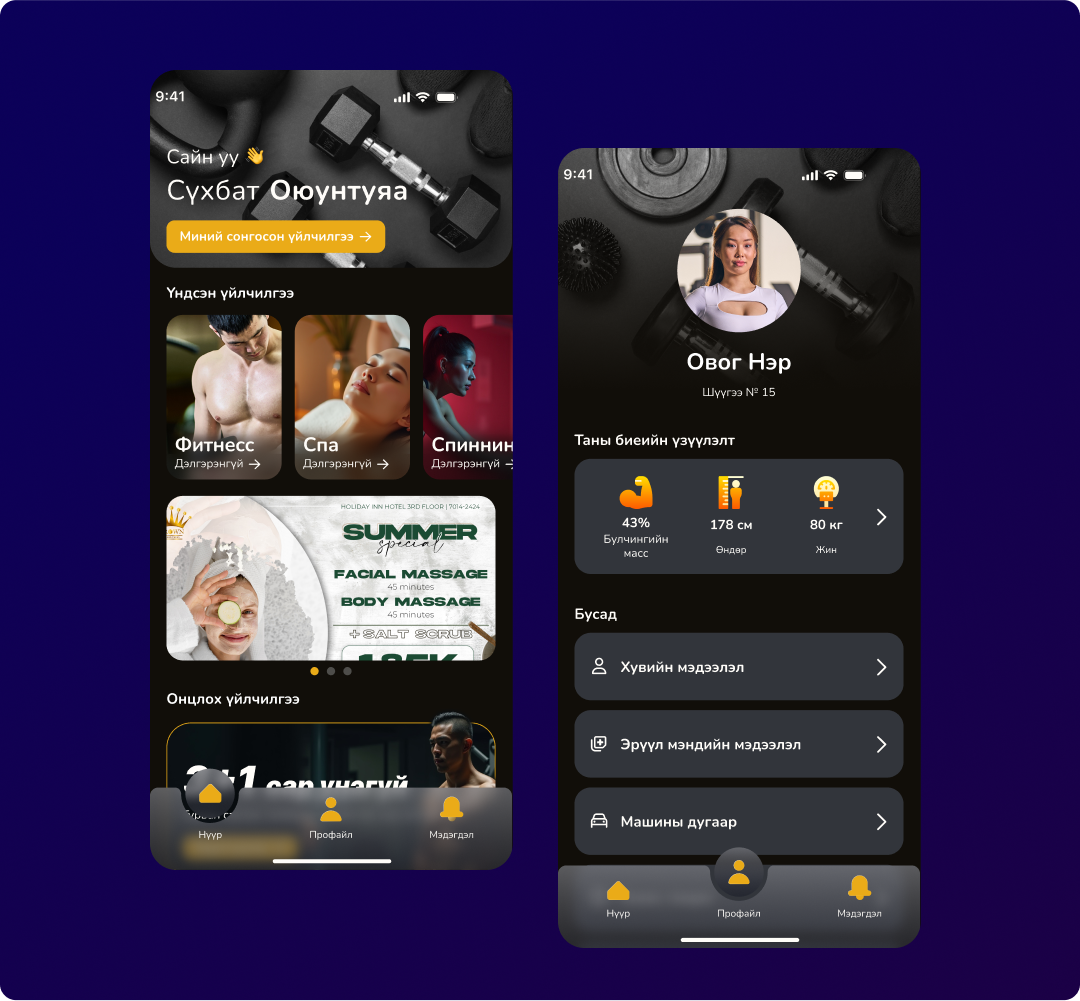 9:41
Сайн уу 👋
Сүхбат Оюунтуяа
Миний сонгосон үйлчилгээ →
Үндсэн үйлчилгээ
Фитнесс
Дэлгэрэнгүй →
Спа
Дэлгэрэнгүй →
Спиннин
Дэлгэрэнгүй →
HOLIDAY INN HOTEL 3RD FLOOR | 7014-2424
SUMMER
special
FACIAL MASSAGE
45 minutes
BODY MASSAGE
45 minutes
+ SALT SCRUB
Онцлох үйлчилгээ
сар үнэгүй
Нүүр
Профайл
Мэдэгдэл
9:41
Овог Нэр
Шүүгээ № 15
Таны биеийн үзүүлэлт
43%
Булчингийн
масс
178 см
Өндөр
80 кг
Жин
Бусад
Хувийн мэдээлэл
Эрүүл мэндийн мэдээлэл
Машины дугаар
Нүүр
Профайл
Мэдэгдэл